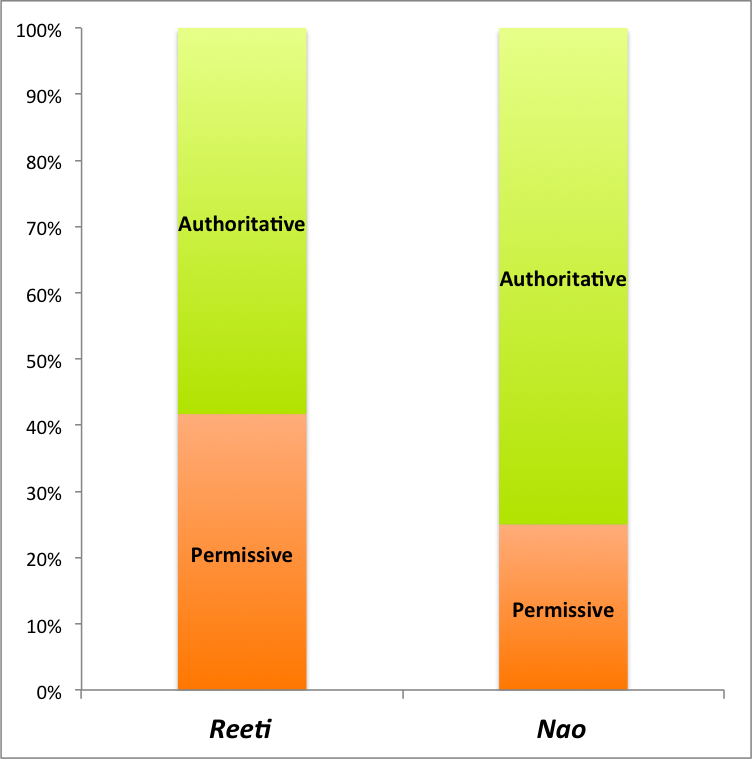 100%
90%
80%
70%
60%
50%
40%
30%
20%
10%
0%
Authoritative
Permissive
Authoritative
Permissive
Reeti
Nao